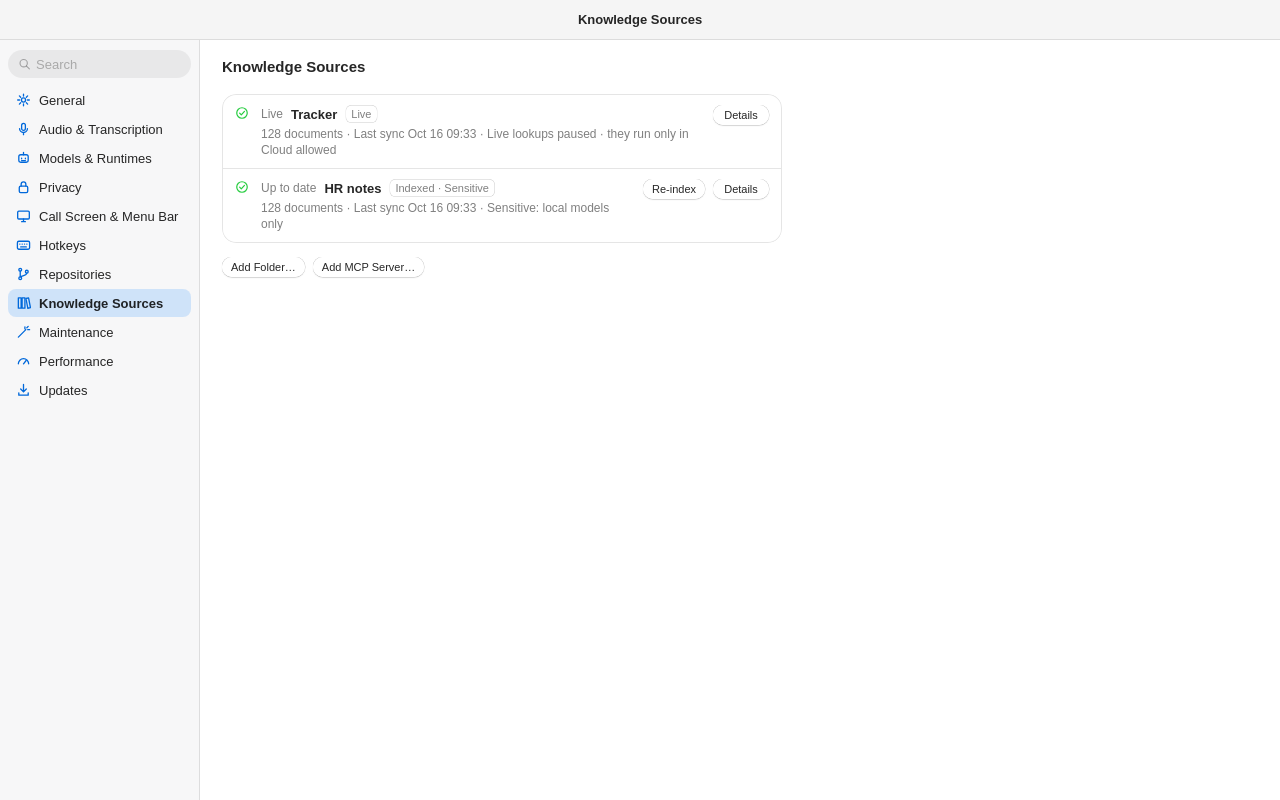 Knowledge Sources
Search
General
Audio & Transcription
Models & Runtimes
Privacy
Call Screen & Menu Bar
Hotkeys
Repositories
Knowledge Sources
Maintenance
Performance
Updates
Knowledge Sources
Live Tracker Live Details
128 documents · Last sync Oct 16 09:33 · Live lookups paused · they run only in
Cloud allowed
Up to date HR notes Indexed · Sensitive Re-index Details
128 documents · Last sync Oct 16 09:33 · Sensitive: local models
only
Add Folder… Add MCP Server…